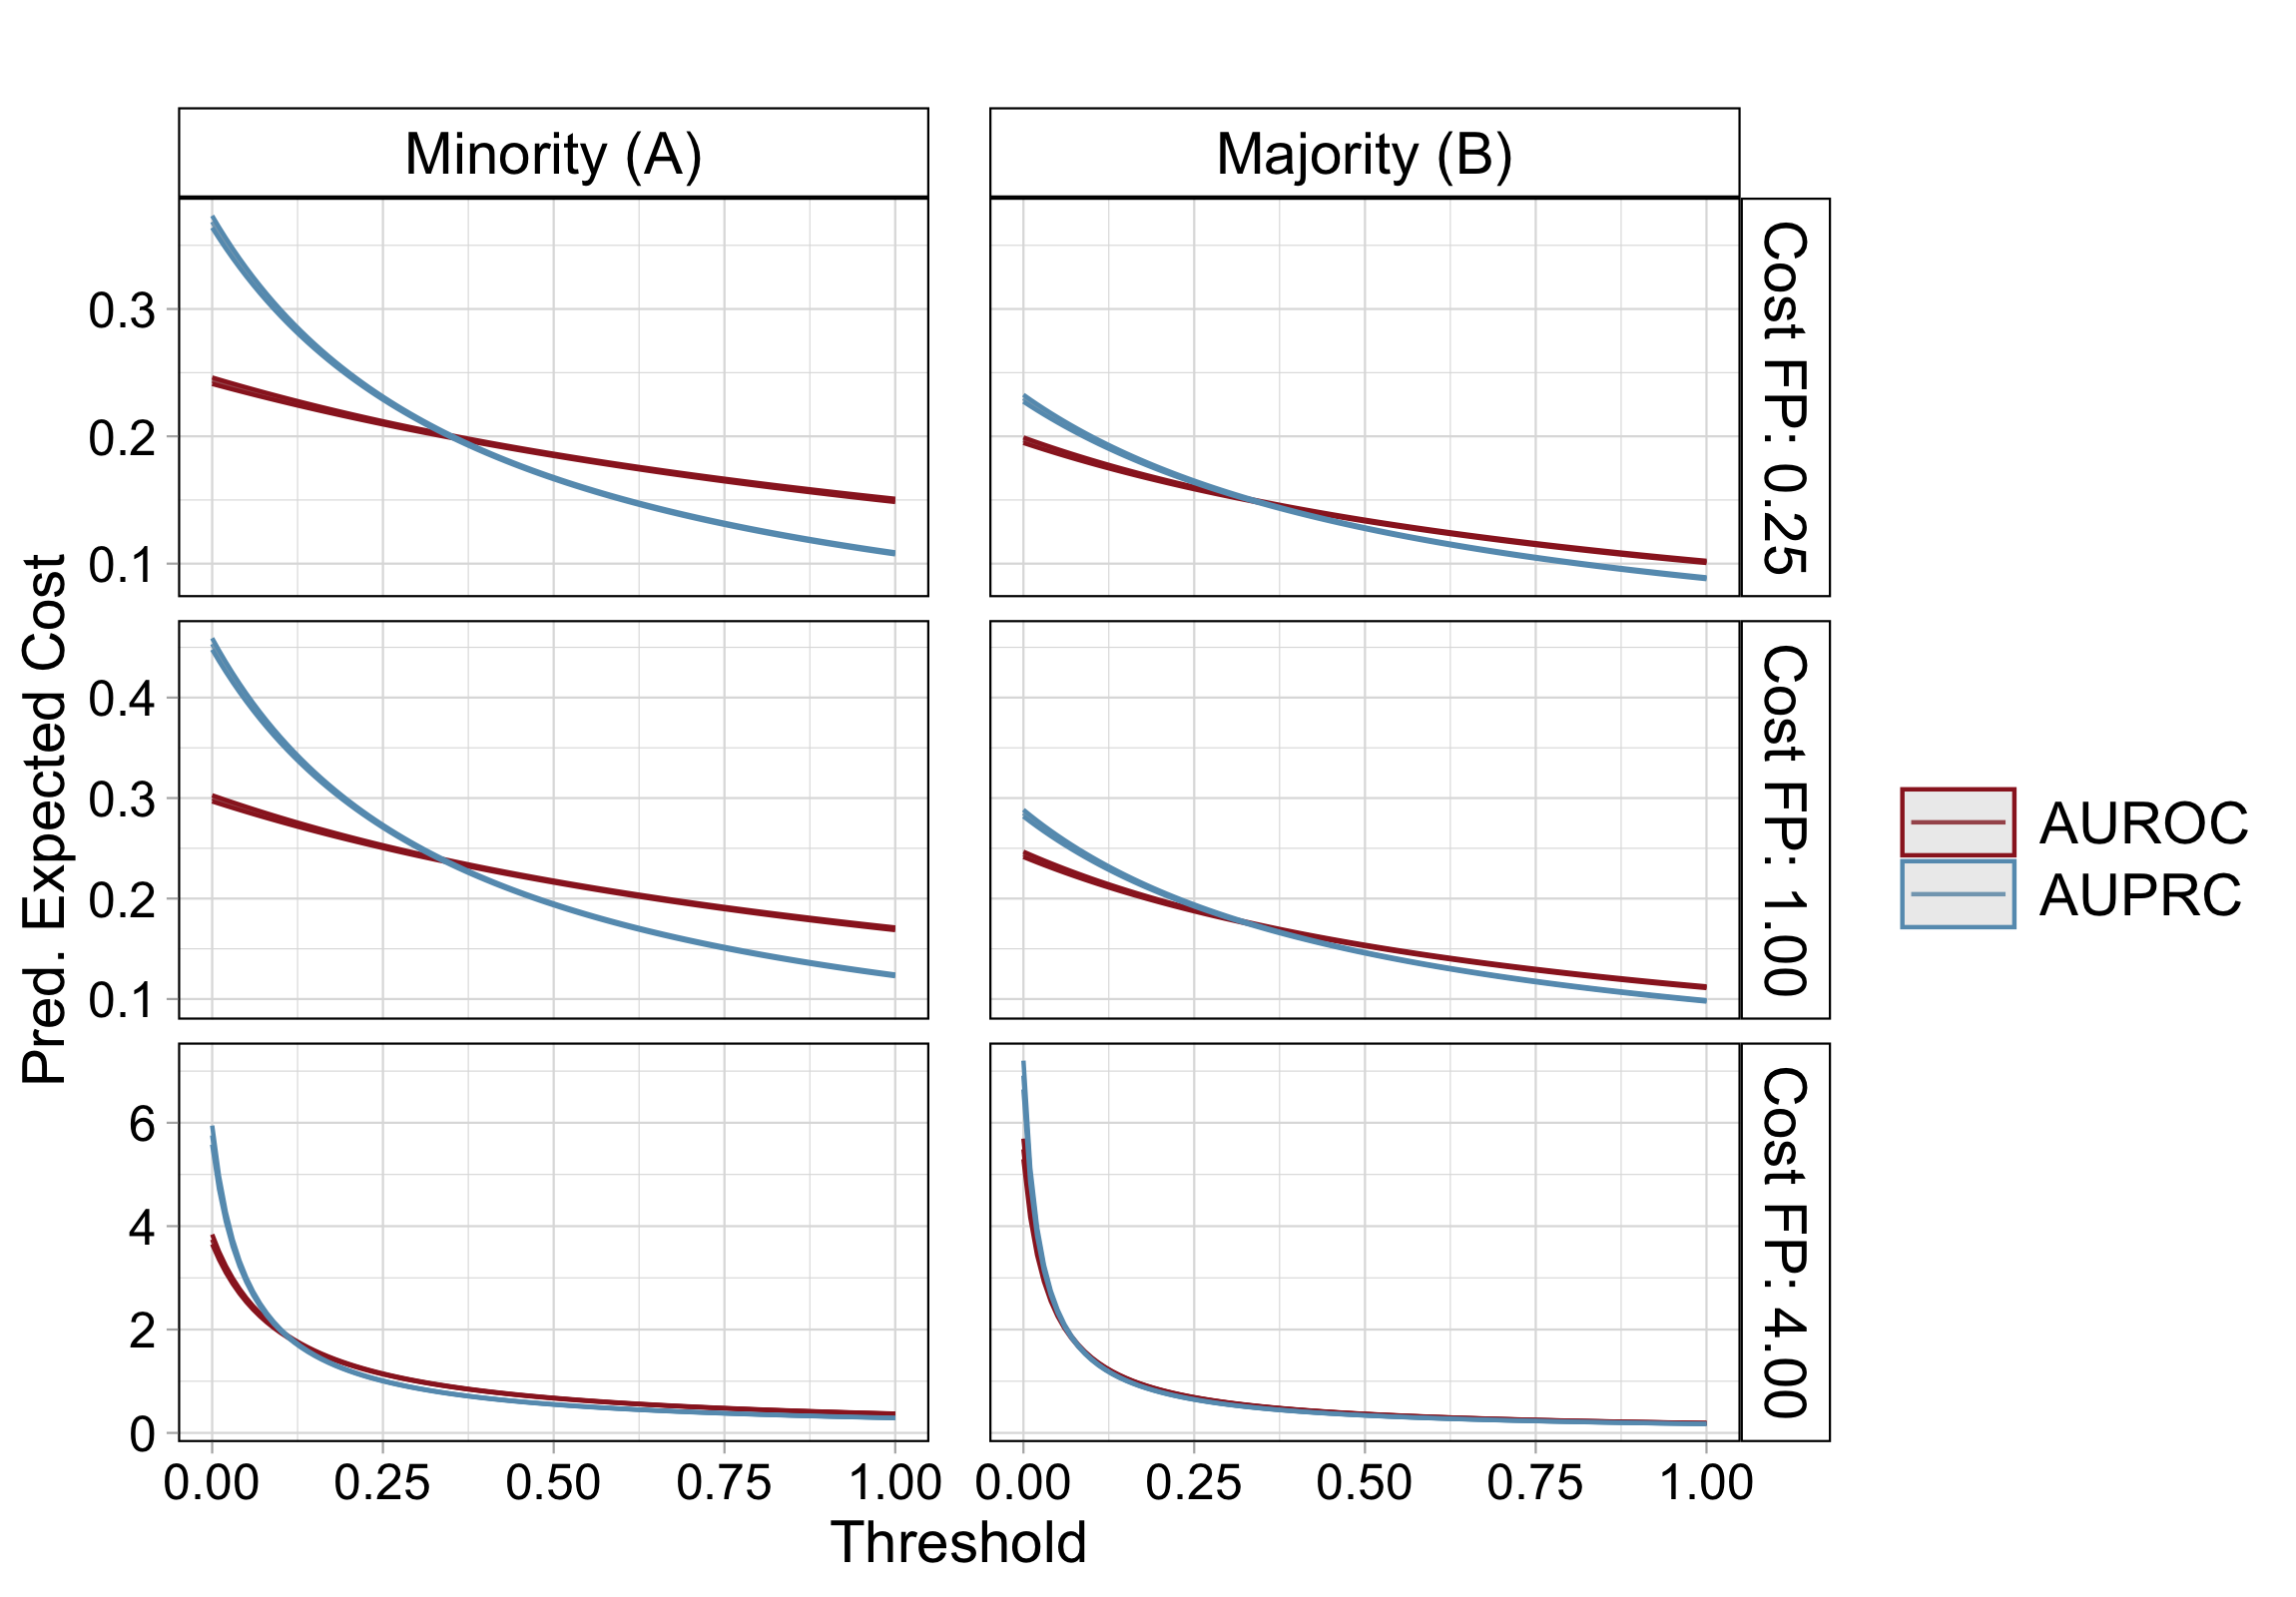 Minority (A)
Majority (B)
Cost FP: 0.25
0.3
0.2
0.1
Cost FP: 1.00
0.4
0.3
0.2
0.1
Cost FP: 4.00
6
4
2
0
0.00 0.25 0.50 0.75 1.00
0.00 0.25 0.50 0.75 1.00
Threshold
Pred. Expected Cost
AUROC
AUPRC